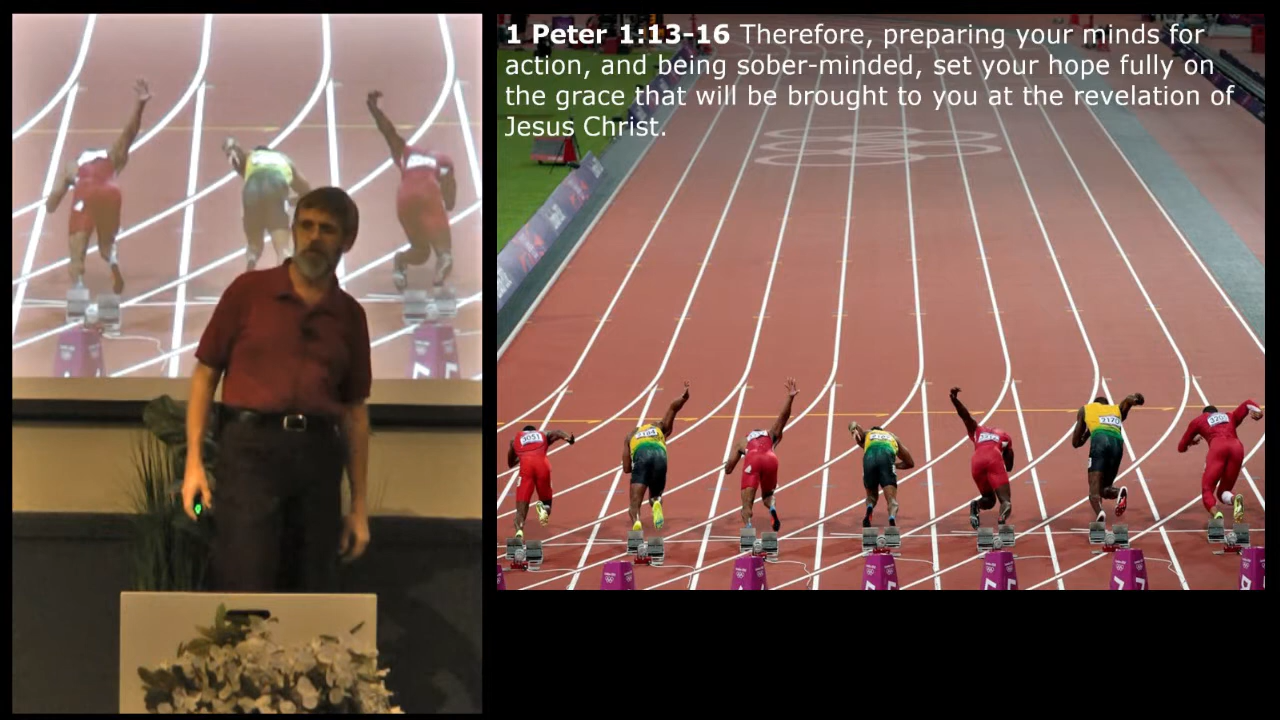 1 Peter 1:13-16 Therefore, preparing your minds for
action, and being sober-minded, set your hope fully on
the grace that will be brought to you at the revelation of
Jesus Christ.